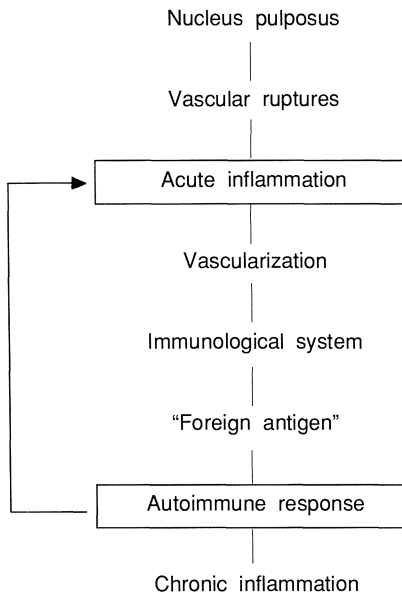 Nucleus pulposus
Vascular ruptures
Acute inflammation
Vascularization
Immunological system
“Foreign antigen”
Autoimmune response
Chronic inflammation